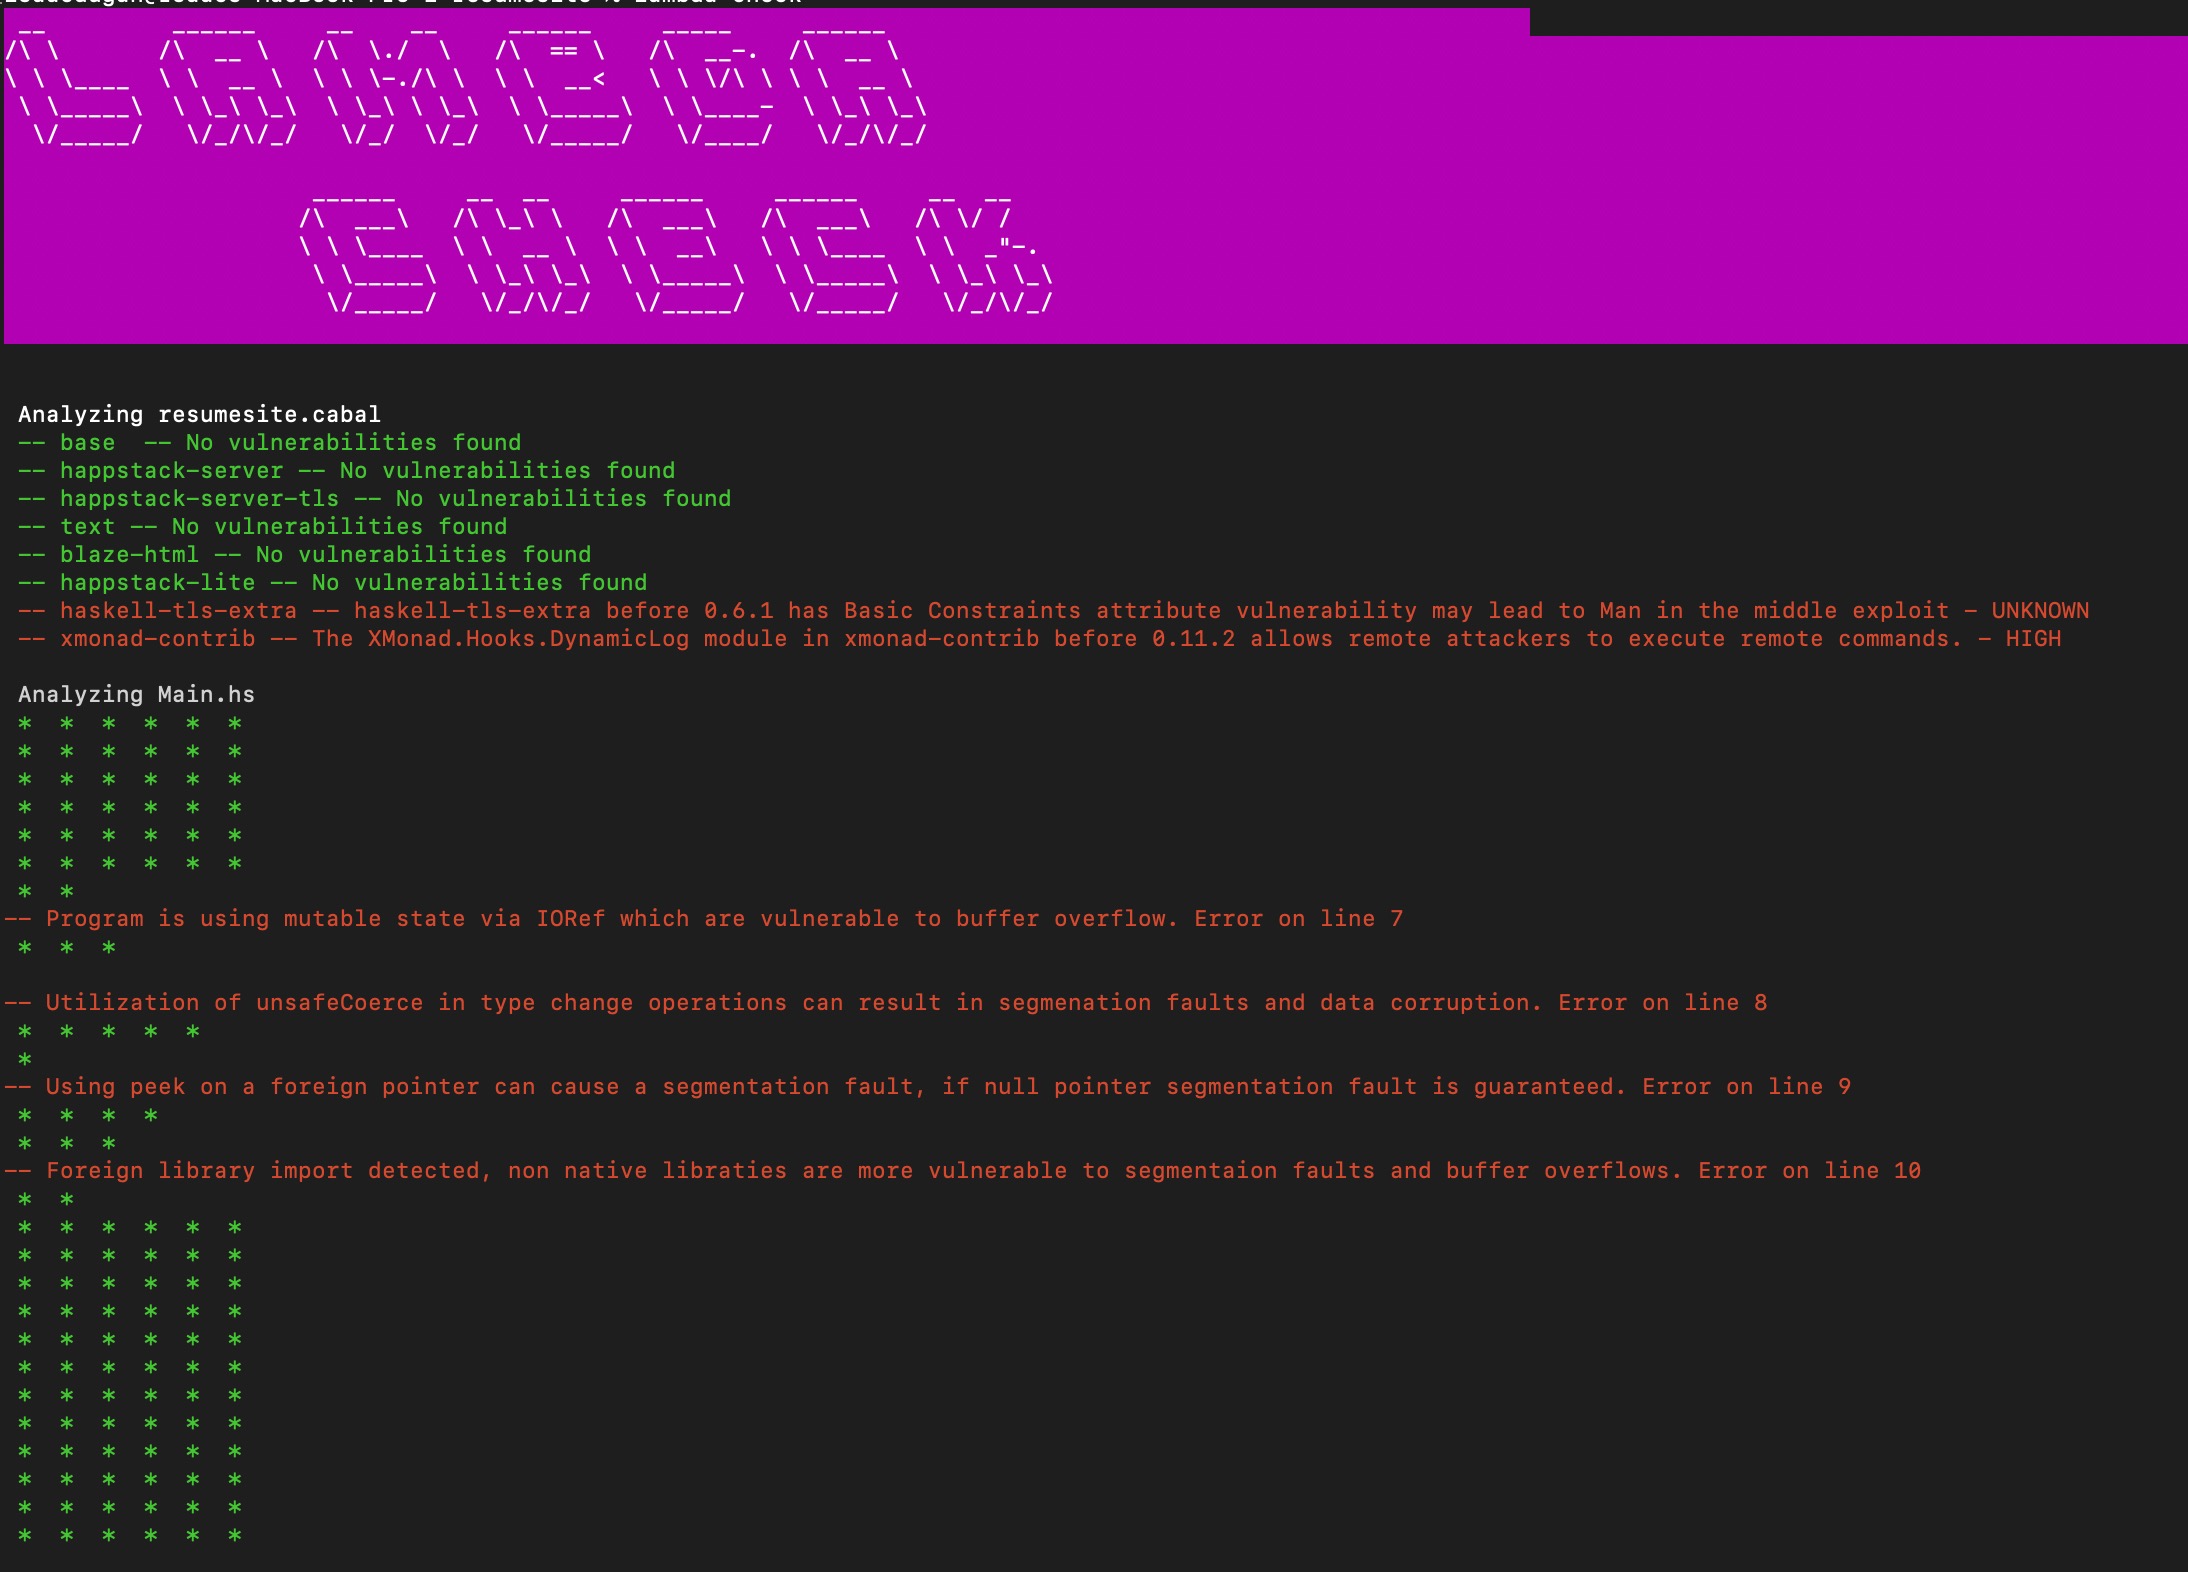 LAMBDA
CHECK
Analyzing resumesite.cabal
-- base  -- No vulnerabilities found
-- happstack-server -- No vulnerabilities found
-- happstack-server-tls -- No vulnerabilities found
-- text -- No vulnerabilities found
-- blaze-html -- No vulnerabilities found
-- happstack-lite -- No vulnerabilities found
-- haskell-tls-extra -- haskell-tls-extra before 0.6.1 has Basic Constraints attribute vulnerability may lead to Man in the middle exploit - UNKNOWN
-- xmonad-contrib -- The XMonad.Hooks.DynamicLog module in xmonad-contrib before 0.11.2 allows remote attackers to execute remote commands. - HIGH
Analyzing Main.hs
* * * * * *
* * * * * *
* * * * * *
* * * * * *
* * * * * *
* * * * * *
* *
-- Program is using mutable state via IORef which are vulnerable to buffer overflow. Error on line 7
* * *
-- Utilization of unsafeCoerce in type change operations can result in segmenation faults and data corruption. Error on line 8
* * * * *
*
-- Using peek on a foreign pointer can cause a segmentation fault, if null pointer segmentation fault is guaranteed. Error on line 9
* * * *
* * *
-- Foreign library import detected, non native libraties are more vulnerable to segmentaion faults and buffer overflows. Error on line 10
* *
* * * * * *
* * * * * *
* * * * * *
* * * * * *
* * * * * *
* * * * * *
* * * * * *
* * * * * *
* * * * * *
* * * * * *
* * * * * *
* * * * * *